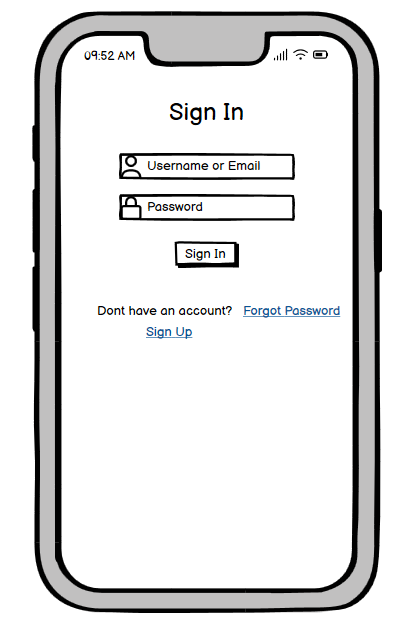 09:52 AM
Sign In
Username or Email
Password
Sign In
Dont have an account? Forgot Password
Sign Up